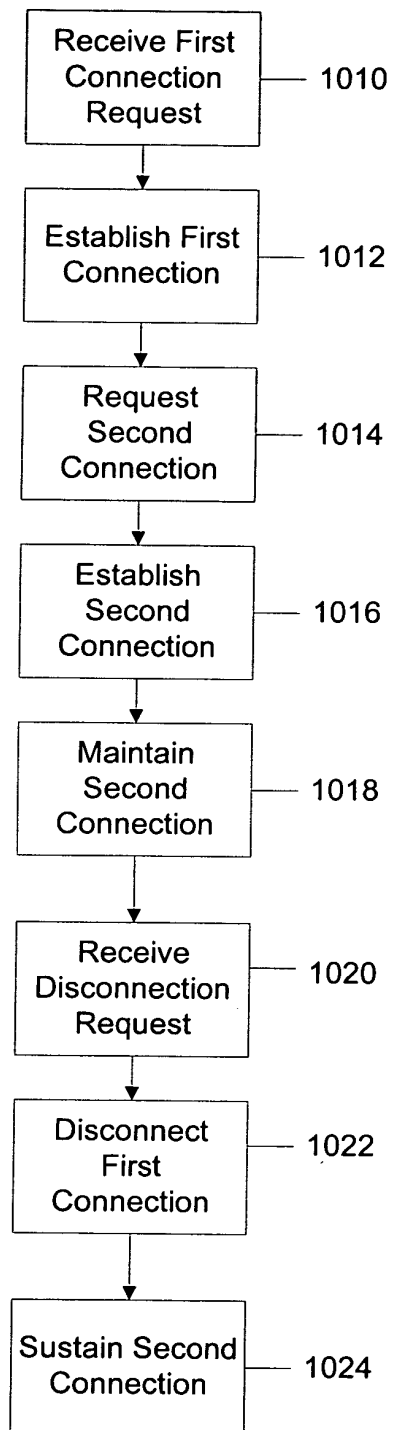 Receive First
Connection
Request
1010
Establish First
Connection
1012
Request
Second
Connection
1014
Establish
Second
Connection
1016
Maintain
Second
Connection
1018
Receive
Disconnection
Request
1020
Disconnect
First
Connection
1022
Sustain Second
Connection
1024